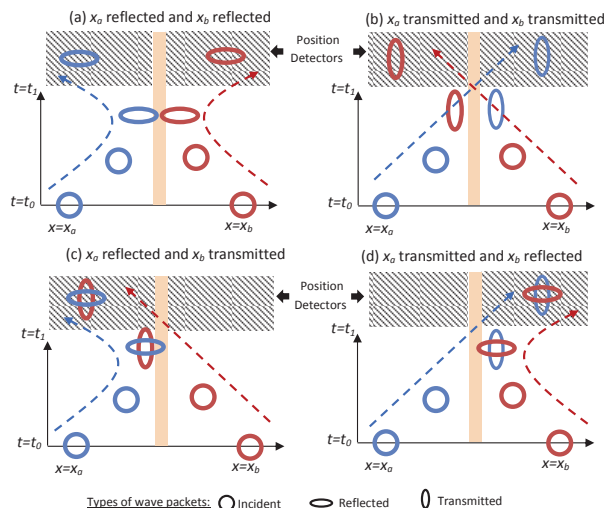 (a) xa reflected and xb reflected
(b) xa transmitted and xb transmitted
Position
Detectors
t=t1
t=t1
t=t0
t=t0
x=xa
x=xb
x=xa
x=xb
(c) xa reflected and xb transmitted
(d) xa transmitted and xb reflected
Position
Detectors
t=t1
t=t1
t=t0
t=t0
x=xa
x=xb
x=xa
x=xb
Types of wave packets: Incident Reflected Transmitted